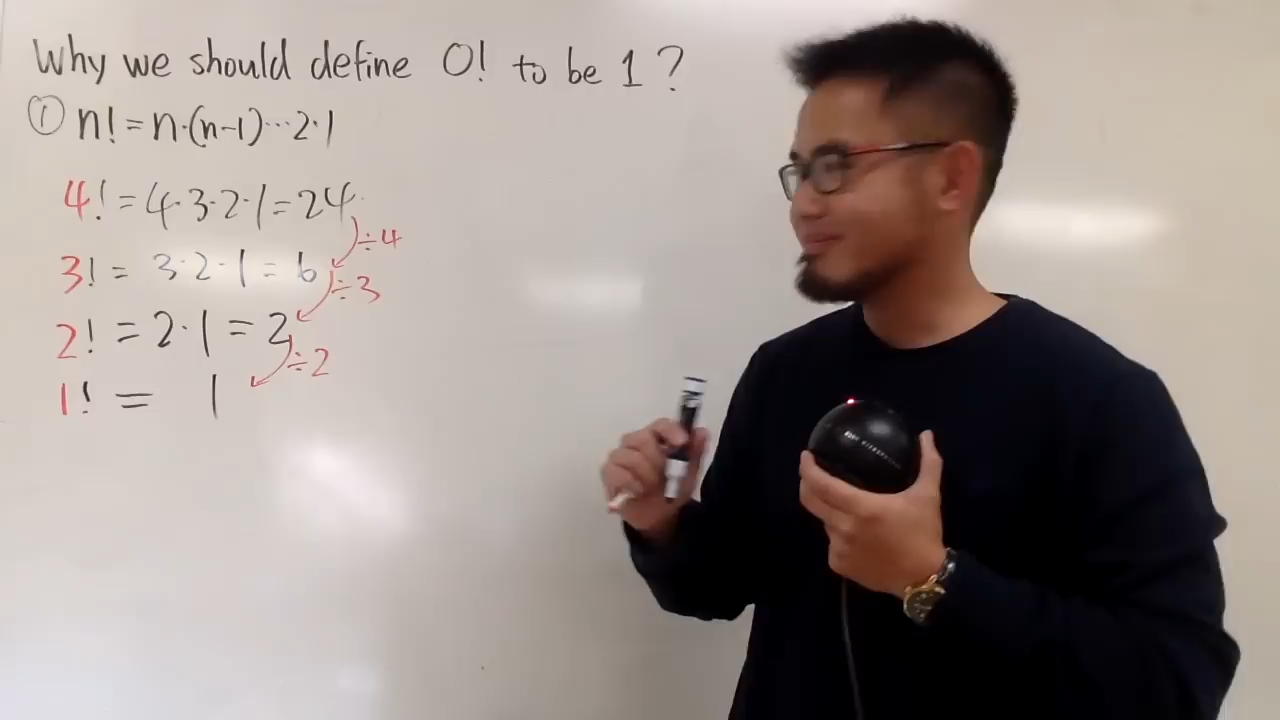 Why we should define 0! to be 1?
① n! = n·(n-1)···2·1
4! = 4·3·2·1 = 24
÷4
3! = 3·2·1 = 6
÷3
2! = 2·1 = 2
÷2
1! = 1